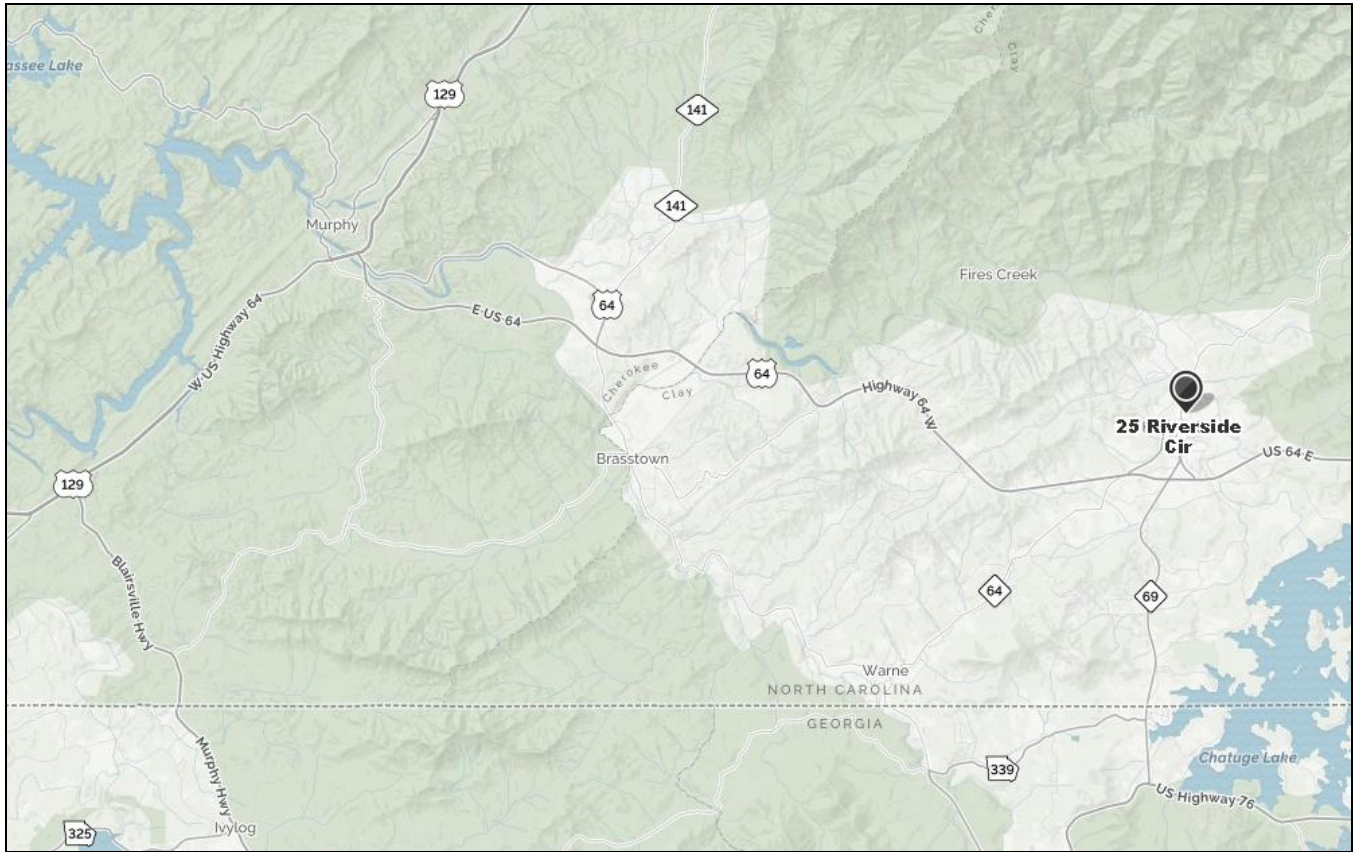 Cher
Clay
assee Lake
129
141
141
Murphy
Fires Creek
64
E US 64
W US Highway 64
64
Cherokee
Clay
Highway 64 W
25 Riverside
Cir
US 64 E
Brasstown
129
Blairsville Hwy
64
69
Warne
NORTH CAROLINA
GEORGIA
Murphy Hwy
339
Chatuge Lake
US Highway 76
325
Ivylog